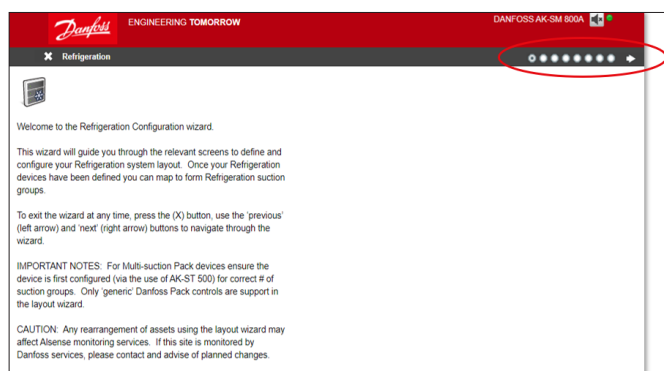 Danfoss ENGINEERING TOMORROW DANFOSS AK-SM 800A
Refrigeration
Welcome to the Refrigeration Configuration wizard.
This wizard will guide you through the relevant screens to define and
configure your Refrigeration system layout. Once your Refrigeration
devices have been defined you can map to form Refrigeration suction
groups.
To exit the wizard at any time, press the (X) button, use the 'previous'
(left arrow) and 'next' (right arrow) buttons to navigate through the
wizard.
IMPORTANT NOTES: For Multi-suction Pack devices ensure the
device is first configured (via the use of AK-ST 500) for correct # of
suction groups. Only 'generic' Danfoss Pack controls are support in
the layout wizard.
CAUTION: Any rearrangement of assets using the layout wizard may
affect Alsense monitoring services. If this site is monitored by
Danfoss services, please contact and advise of planned changes.